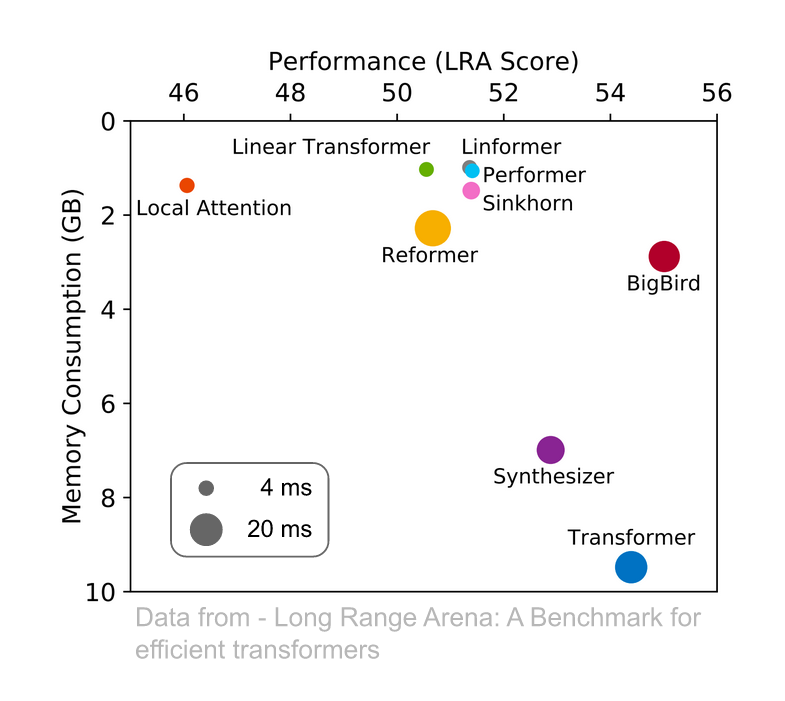 Performance (LRA Score)
46 48 50 52 54 56
0
Linear Transformer
Linformer
Performer
Local Attention
Sinkhorn
2
Reformer
BigBird
Memory Consumption (GB)
4
6
Synthesizer
8
4 ms
20 ms
Transformer
10
Data from - Long Range Arena: A Benchmark for
efficient transformers